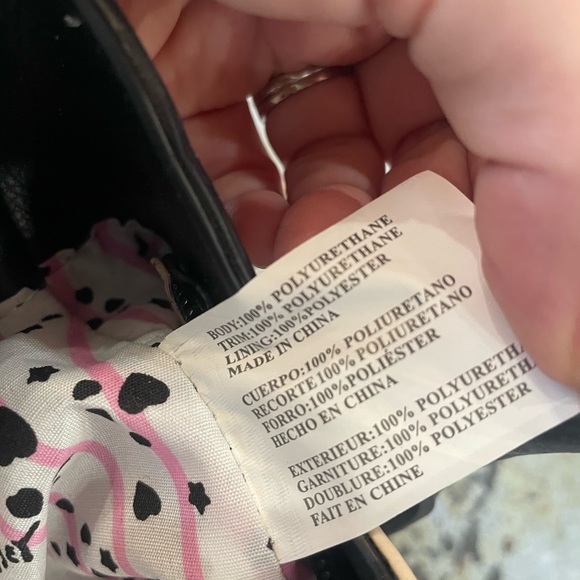 BODY:100% POLYURETHANE
TRIM:100% POLYURETHANE
LINING:100%POLYESTER
MADE IN CHINA
CUERPO:100% POLIURETANO
RECORTE:100% POLIURETANO
FORRO:100%POLIÉSTER
HECHO EN CHINA
EXTERIEUR:100% POLYURETHA
GARNITURE:100% POLYURETHA
DOUBLURE:100% POLYESTER
FAIT EN CHINE